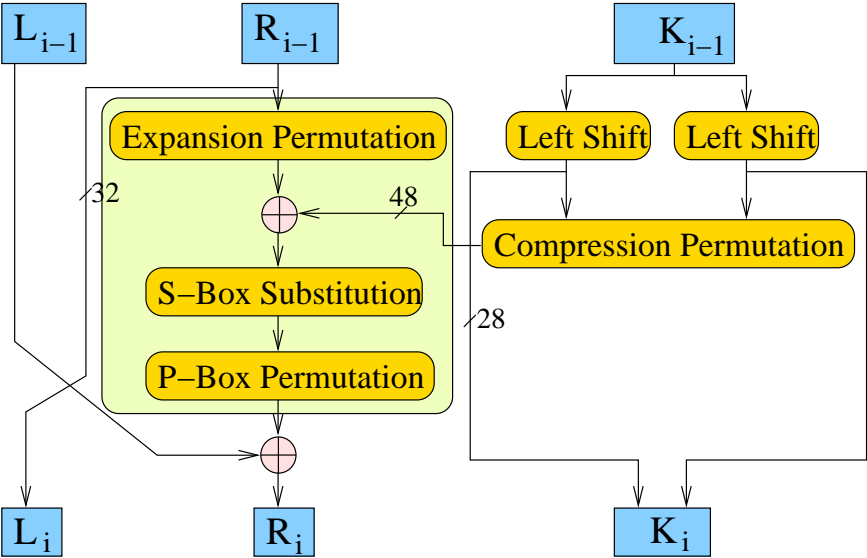 L i−1
R i−1
K i−1
Expansion Permutation
Left Shift
Left Shift
32
48
Compression Permutation
S−Box Substitution
28
P−Box Permutation
L i
R i
K i